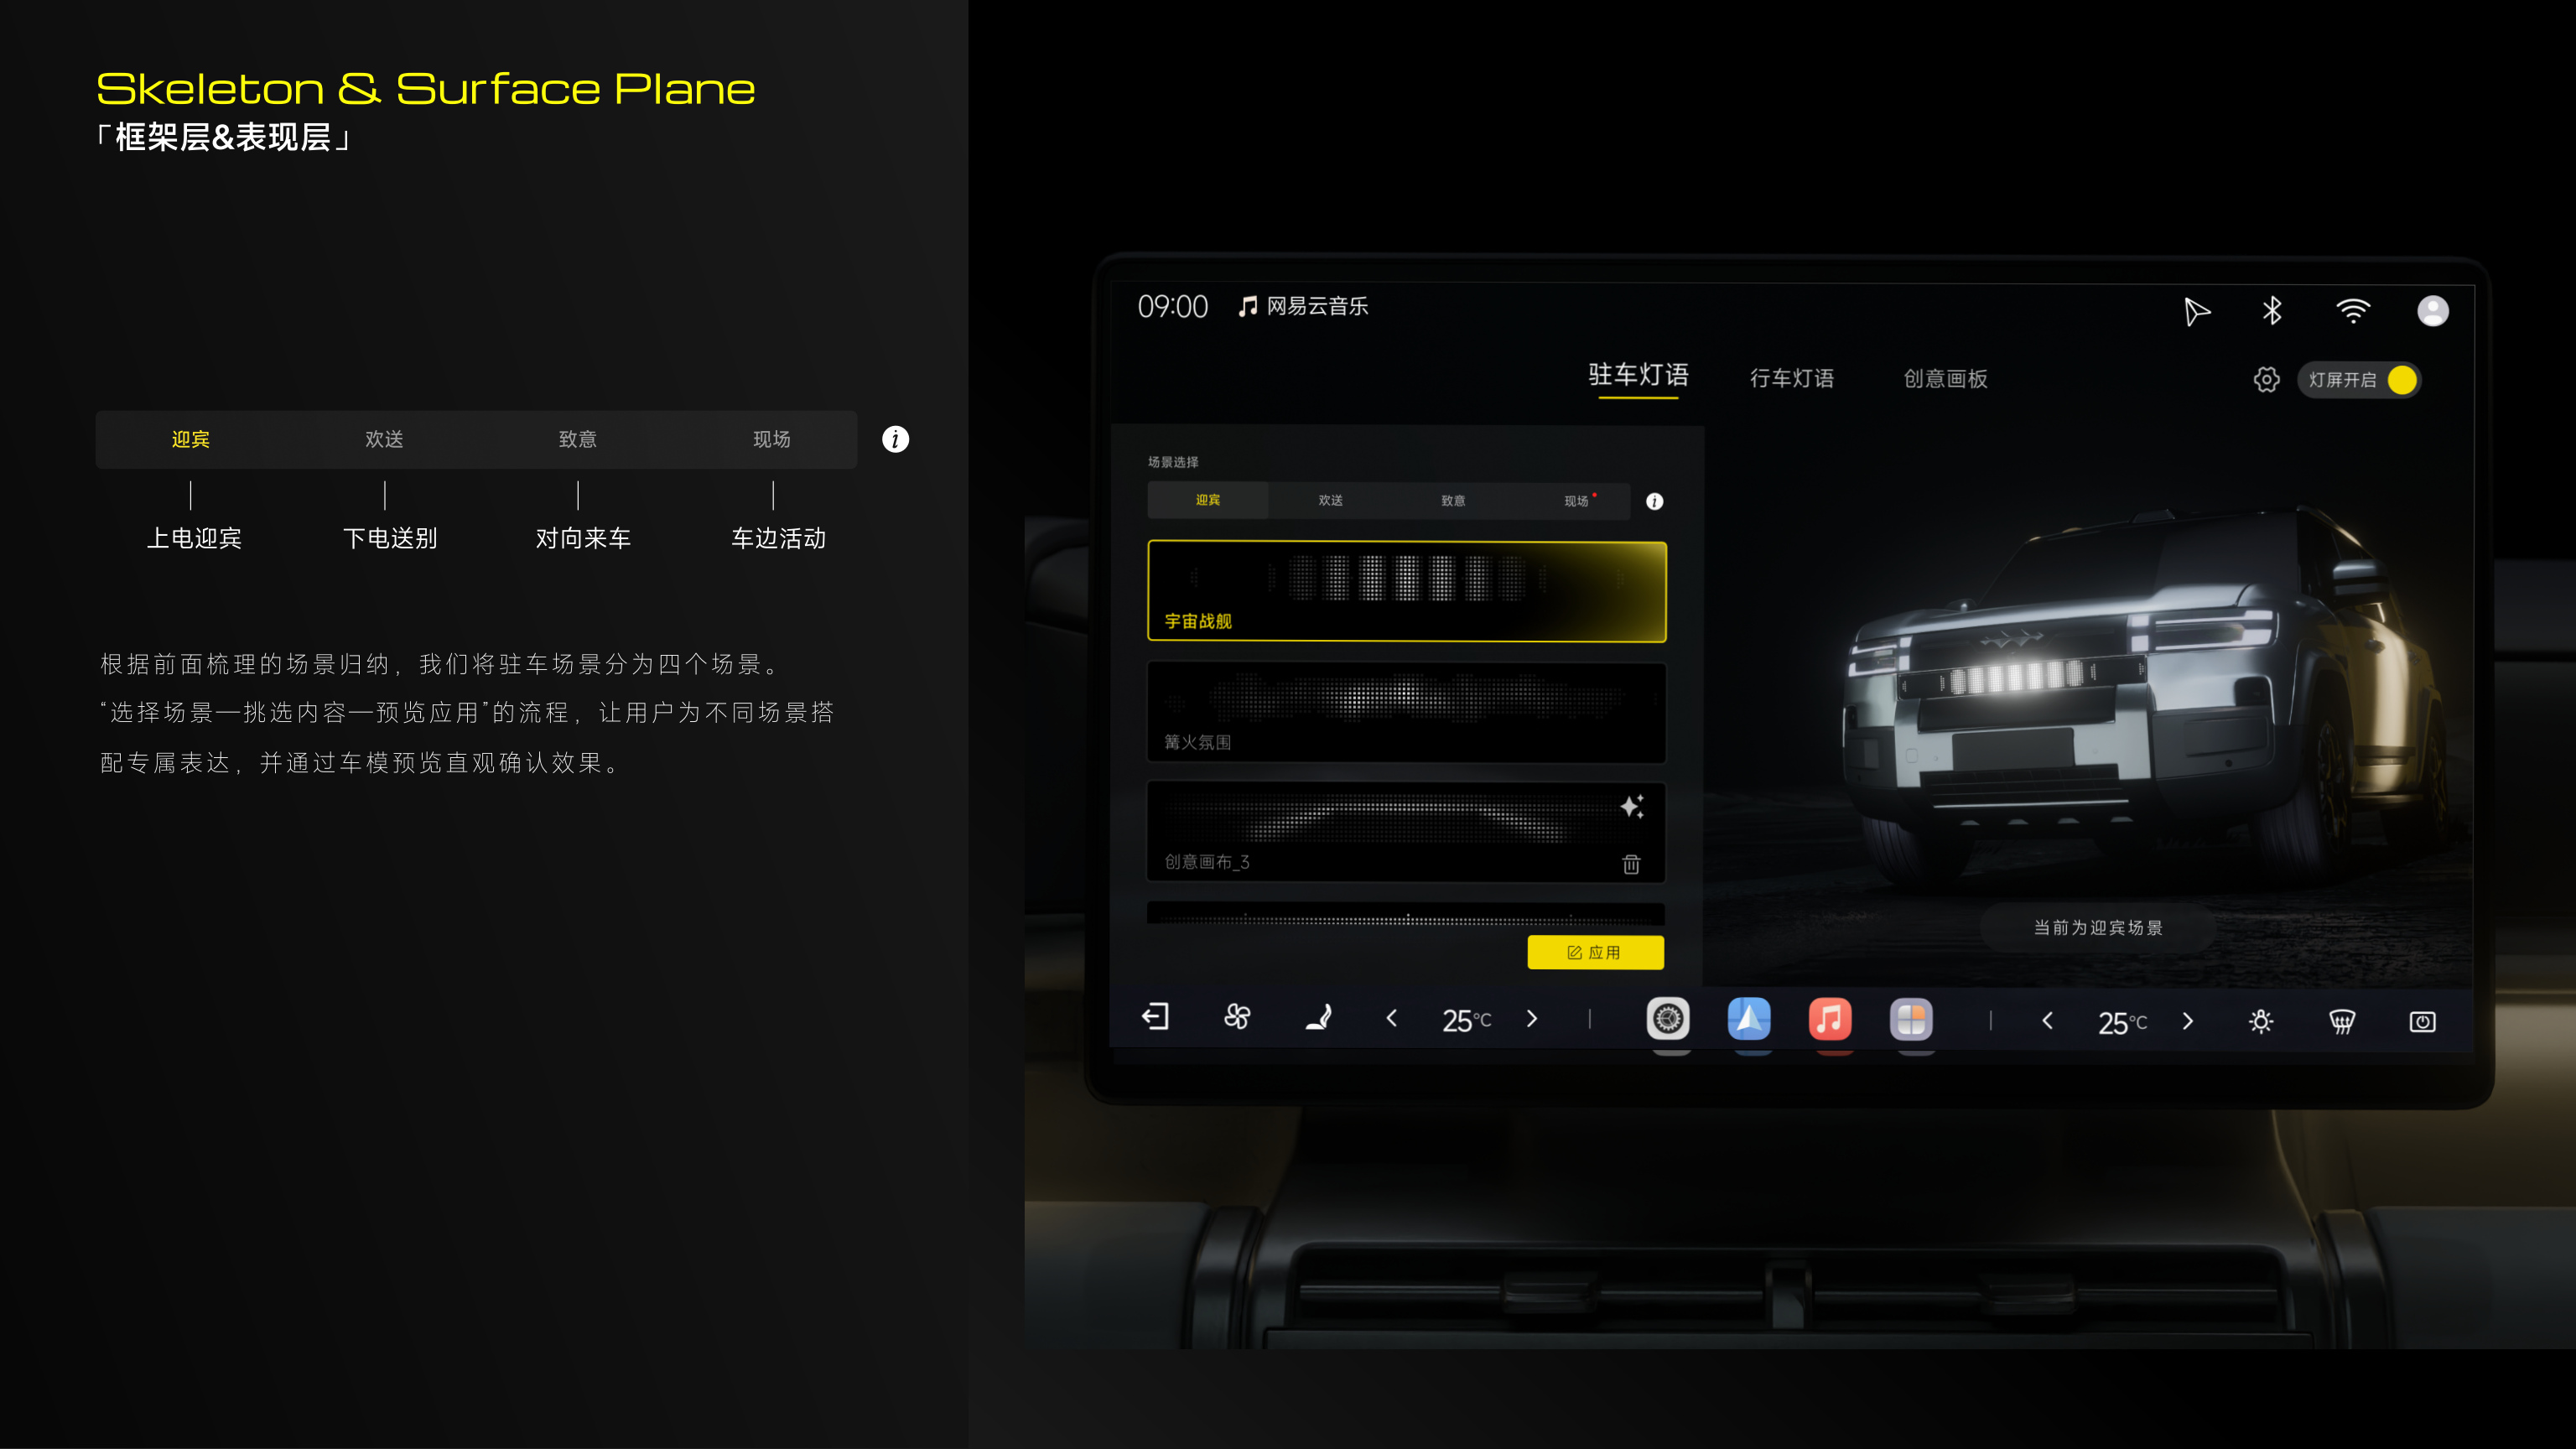 Skeleton & Surface Plane
「框架层&表现层」
迎宾 欢送 致意 现场
上电迎宾 下电送别 对向来车 车边活动
根据前面梳理的场景归纳，我们将驻车场景分为四个场景。
“选择场景—挑选内容—预览应用”的流程，让用户为不同场景搭
配专属表达，并通过车模预览直观确认效果。
09:00 网易云音乐
驻车灯语 行车灯语 创意画板 灯屏开启
场景选择
迎宾 欢送 致意 现场
宇宙战舰
篝火氛围
创意画布_3
应用
当前为迎宾场景
25°C 25°C